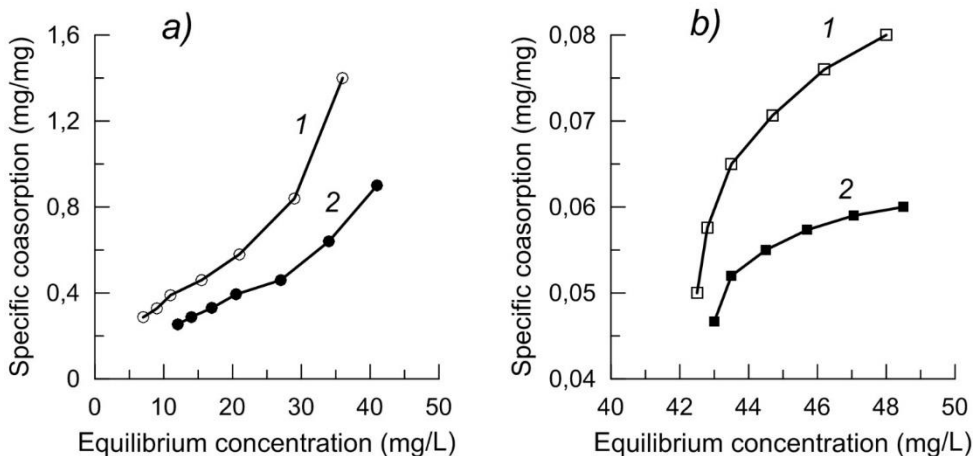 a)
Specific coasorption (mg/mg)
1,6
1,2
0,8
0,4
0
1
2
0 10 20 30 40 50
Equilibrium concentration (mg/L)
b)
Specific coasorption (mg/mg)
0,08
0,07
0,06
0,05
0,04
1
2
40 42 44 46 48 50
Equilibrium concentration (mg/L)